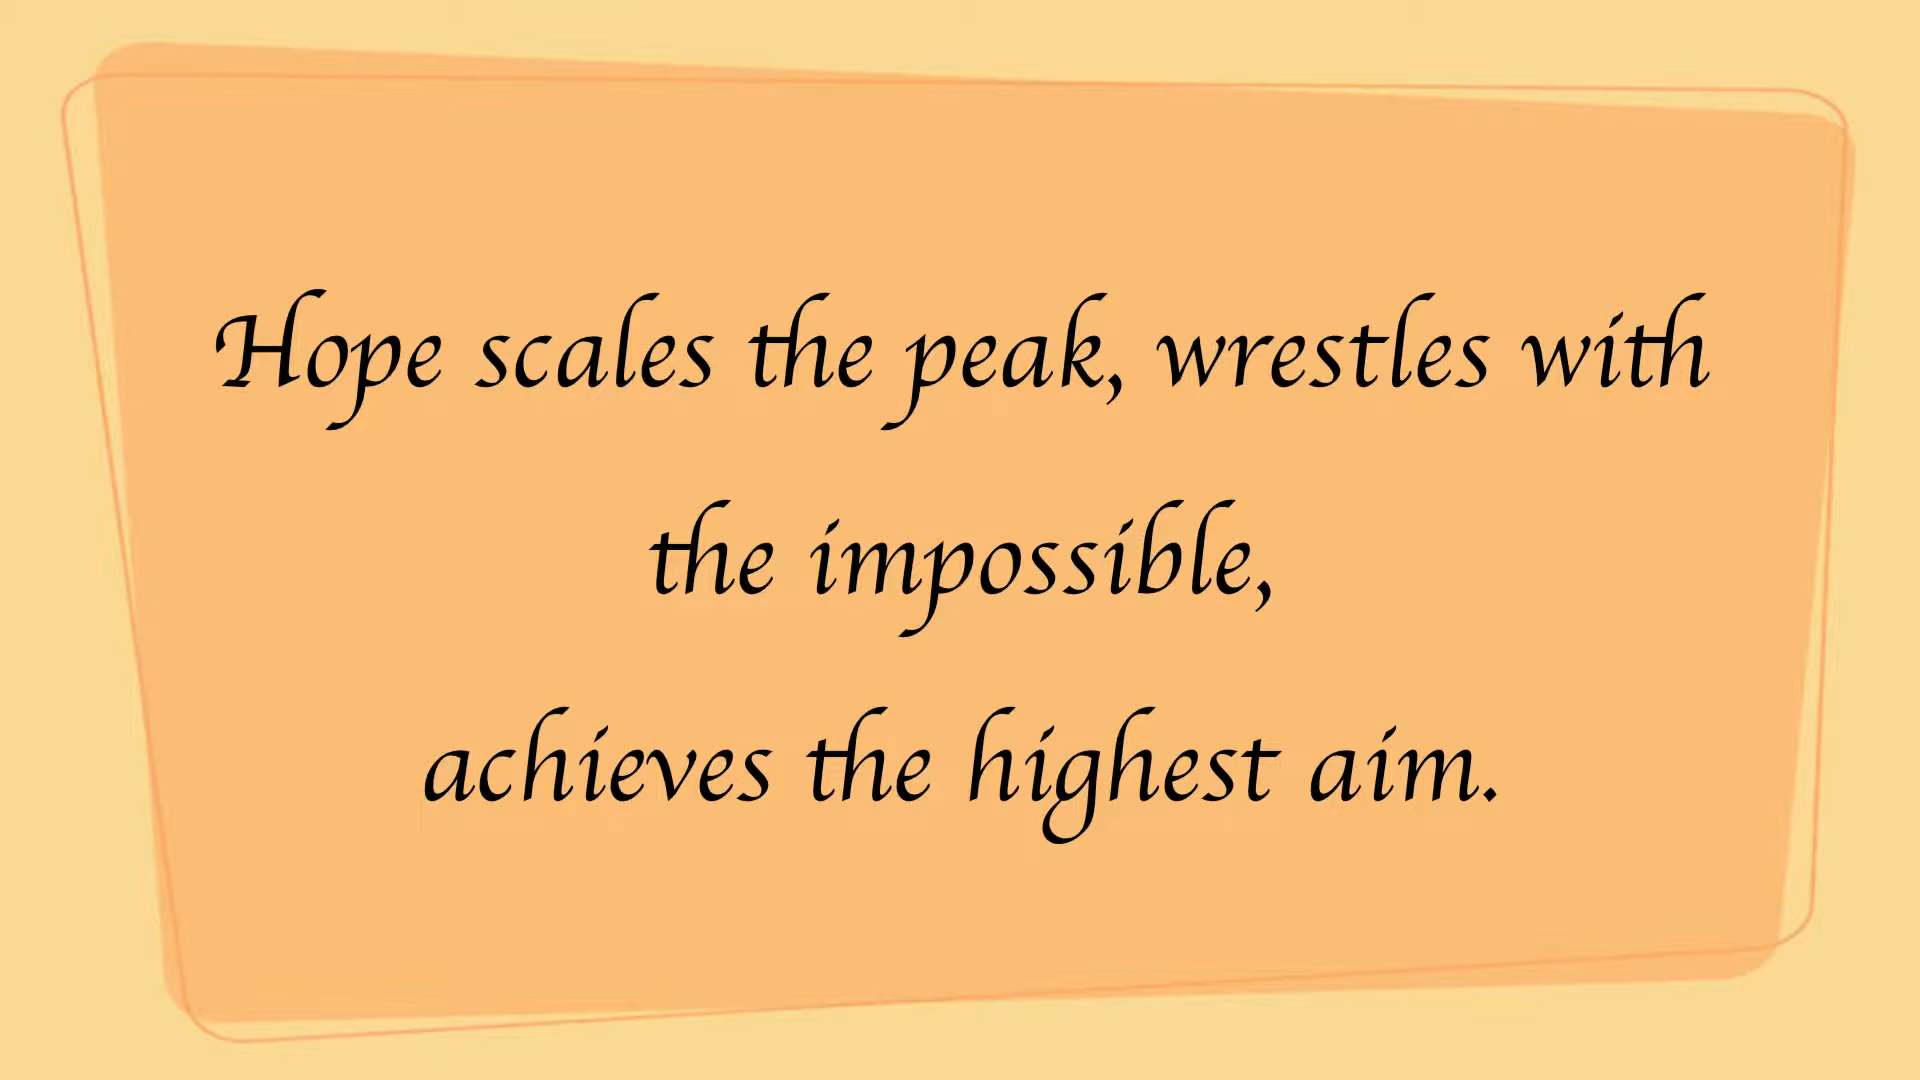 Hope scales the peak, wrestles with
the impossible,
achieves the highest aim.